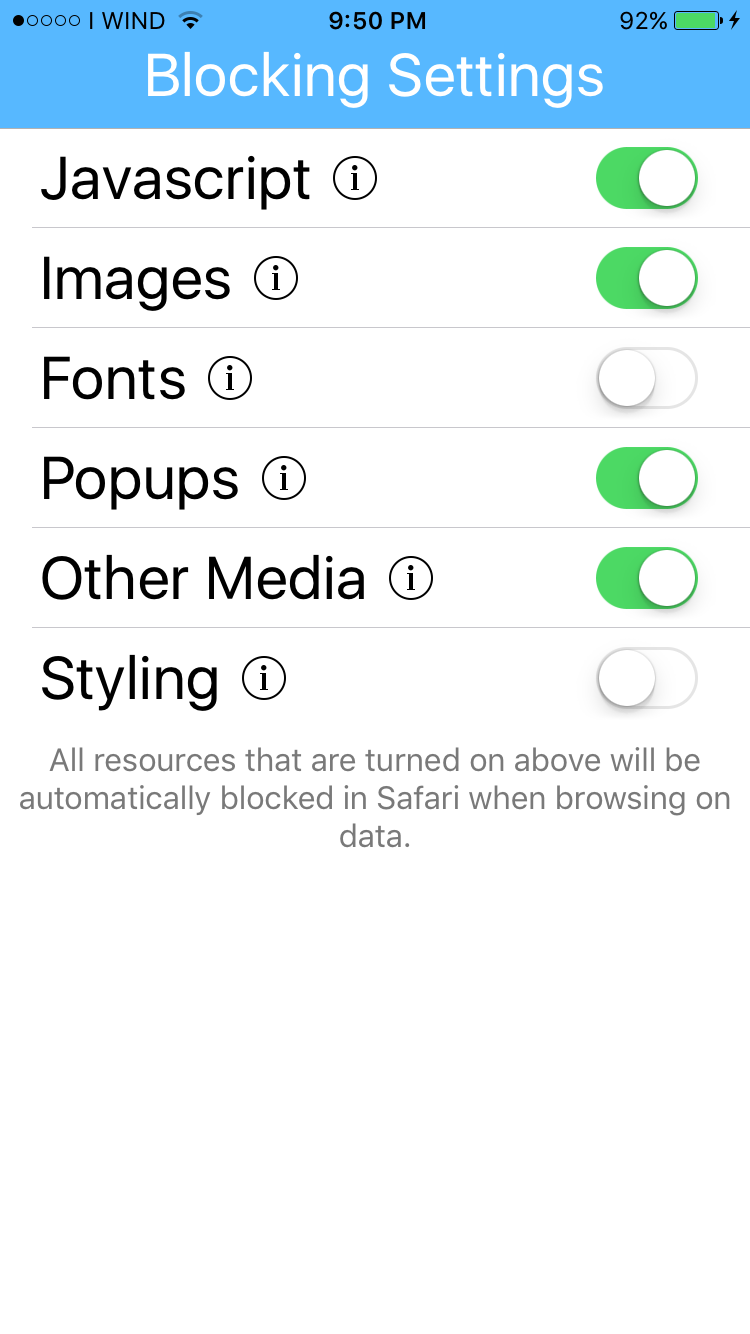 I WIND 9:50 PM 92%
Blocking Settings
Javascript i
Images i
Fonts i
Popups i
Other Media i
Styling i
All resources that are turned on above will be
automatically blocked in Safari when browsing on
data.